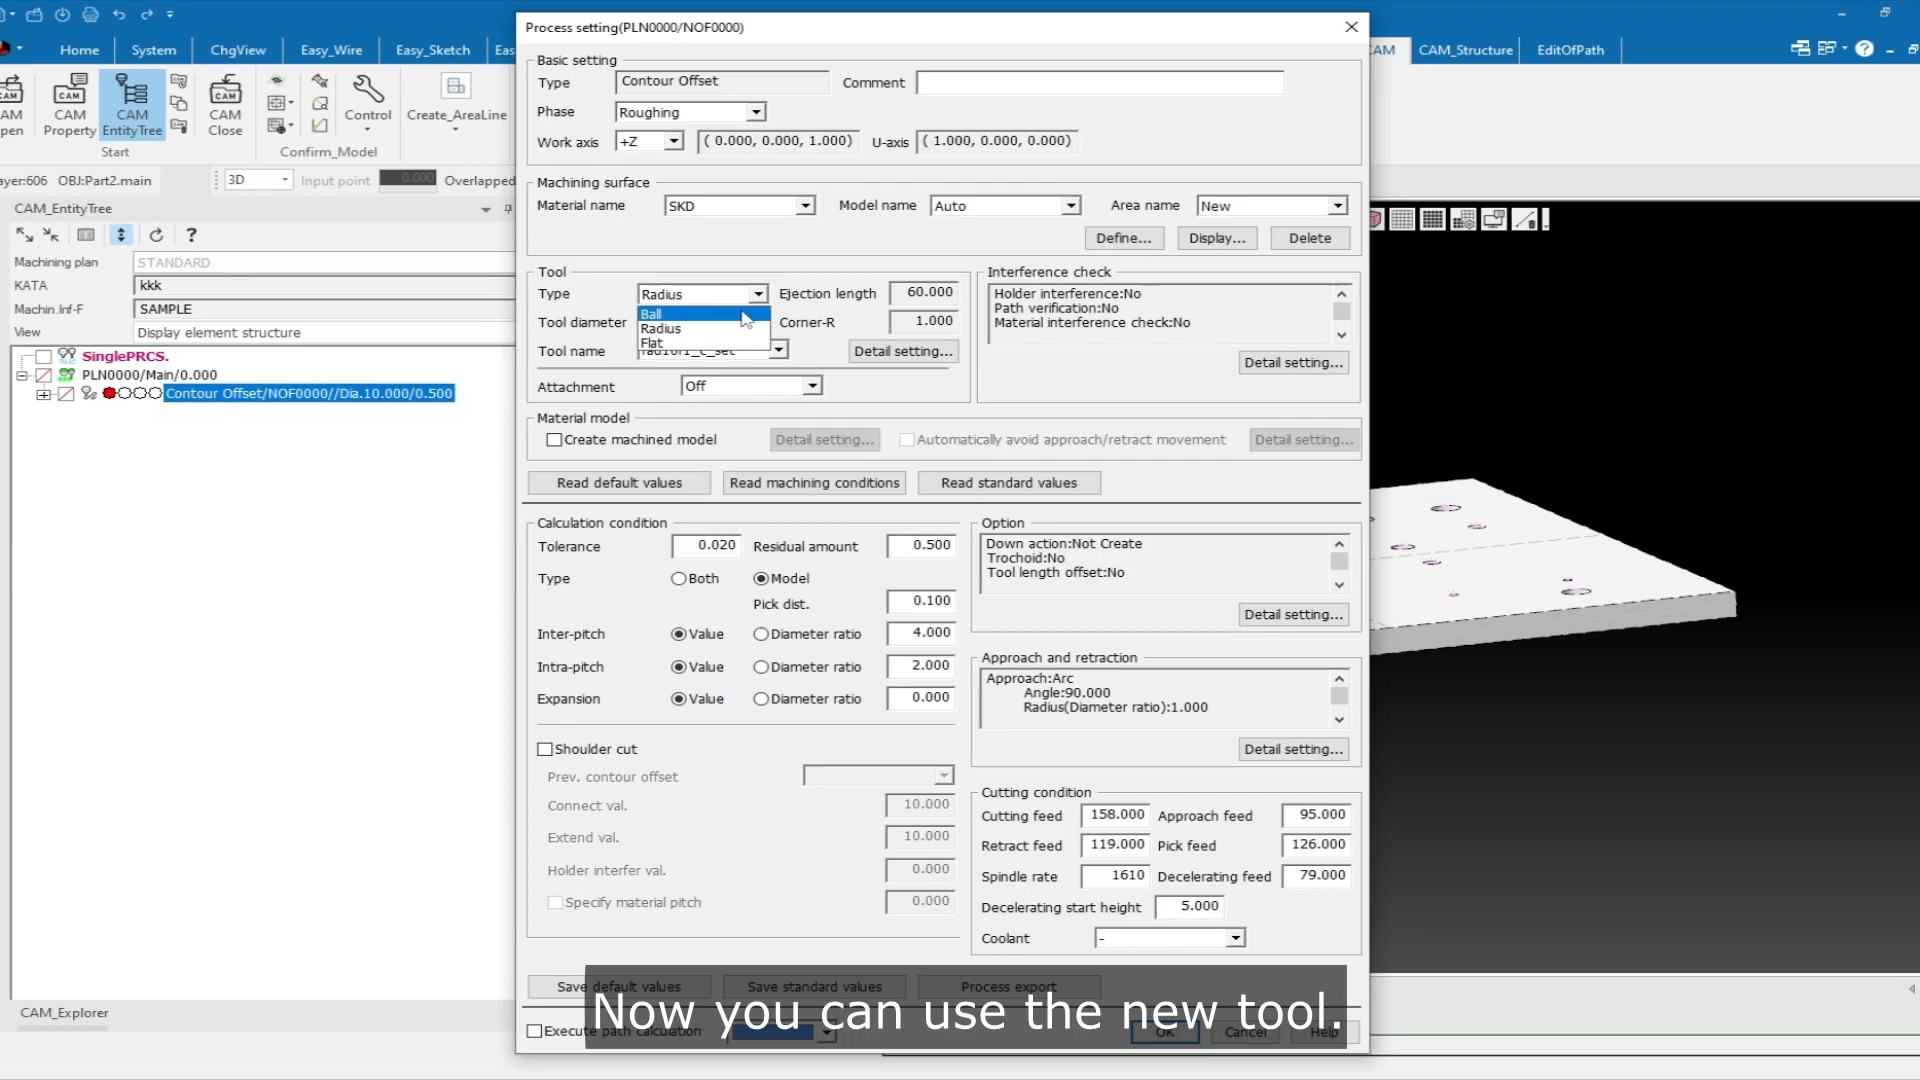 Process setting(PLN0000/NOF0000)
Home System ChgView Easy_Wire Easy_Sketch
CAM_Structure EditOfPath
CAM Property
CAM EntityTree
CAM Close
Control
Create_AreaLine
Start
Confirm_Model
OBJ:Part2.main
3D
Input point
0.000
Overlapped
CAM_EntityTree
Machining plan STANDARD
KATA kkk
Machin.Inf-F SAMPLE
View Display element structure
SinglePRCS.
PLN0000/Main/0.000
Contour Offset/NOF0000//Dia.10.000/0.500
CAM_Explorer
Basic setting
Type Contour Offset Comment
Phase Roughing
Work axis +Z ( 0.000, 0.000, 1.000) U-axis ( 1.000, 0.000, 0.000)
Machining surface
Material name SKD Model name Auto Area name New
Define... Display... Delete
Tool
Type Radius Ejection length 60.000
Ball
Radius
Flat
Tool diameter Corner-R 1.000
Tool name Detail setting...
Attachment Off
Interference check
Holder interference:No
Path verification:No
Material interference check:No
Detail setting...
Material model
Create machined model Detail setting... Automatically avoid approach/retract movement Detail setting...
Read default values Read machining conditions Read standard values
Calculation condition
Tolerance 0.020 Residual amount 0.500
Type Both Model
Pick dist. 0.100
Inter-pitch Value Diameter ratio 4.000
Intra-pitch Value Diameter ratio 2.000
Expansion Value Diameter ratio 0.000
Shoulder cut
Prev. contour offset
Connect val. 10.000
Extend val. 10.000
Holder interfer val. 0.000
Specify material pitch 0.000
Option
Down action:Not Create
Trochoid:No
Tool length offset:No
Detail setting...
Approach and retraction
Approach:Arc
Angle:90.000
Radius(Diameter ratio):1.000
Detail setting...
Cutting condition
Cutting feed 158.000 Approach feed 95.000
Retract feed 119.000 Pick feed 126.000
Spindle rate 1610 Decelerating feed 79.000
Decelerating start height 5.000
Coolant -
Save default values Save standard values Process export
Execute path calculation OK Cancel Help
Now you can use the new tool.